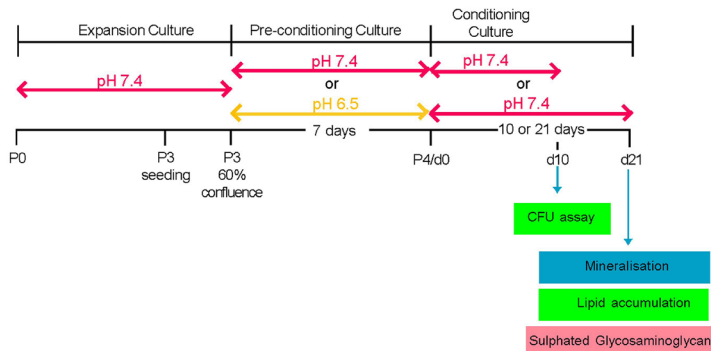 Expansion Culture
Pre-conditioning Culture
Conditioning
Culture
pH 7.4
pH 7.4
pH 7.4
or
or
pH 6.5
pH 7.4
7 days
10 or 21 days
P0
P3
seeding
P3
60%
confluence
P4/d0
d10
d21
CFU assay
Mineralisation
Lipid accumulation
Sulphated Glycosaminoglycan